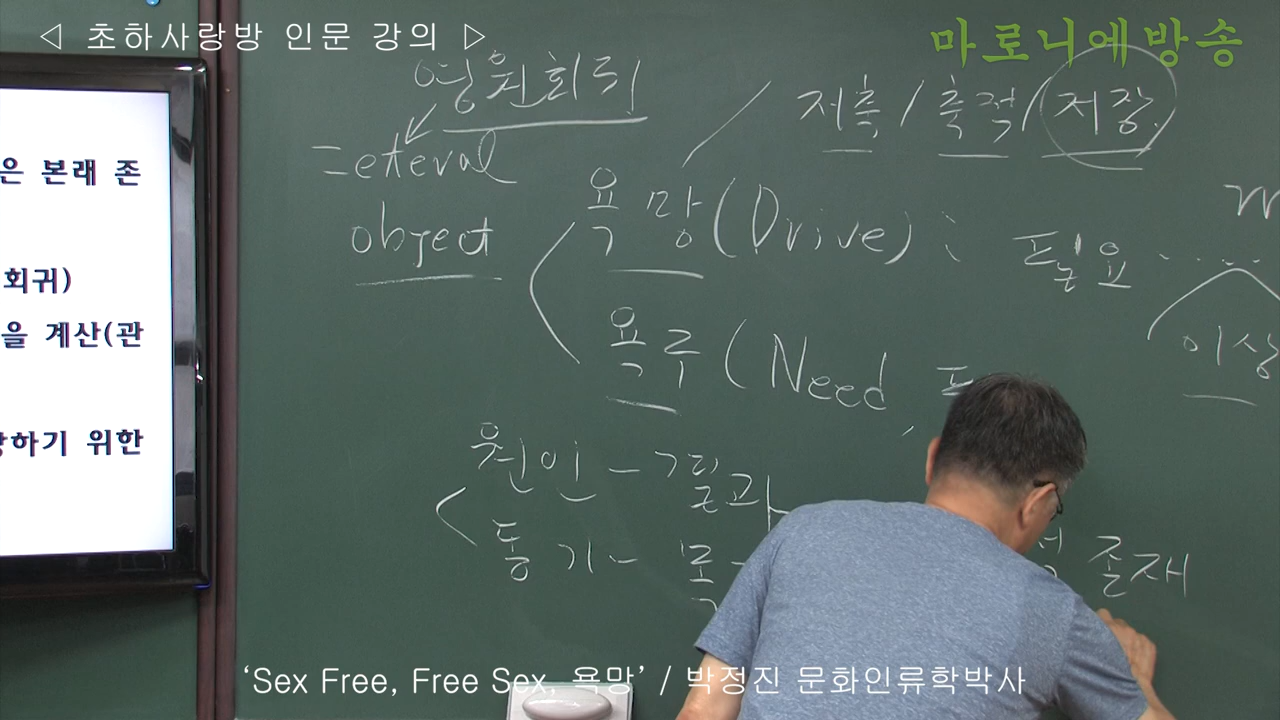 ◁ 초하사랑방 인문 강의 ▷
마로니에방송
영원회귀
= eteral
object
저축 / 축적 / 저장
욕망 (Drive) :
필요 ......
이상
욕구 (Need
원인 - 결과
동기 -
존재
은 본래 존
회귀)
을 계산(관
하기 위한
‘Sex Free, Free Sex, 욕망’ / 박정진 문화인류학박사